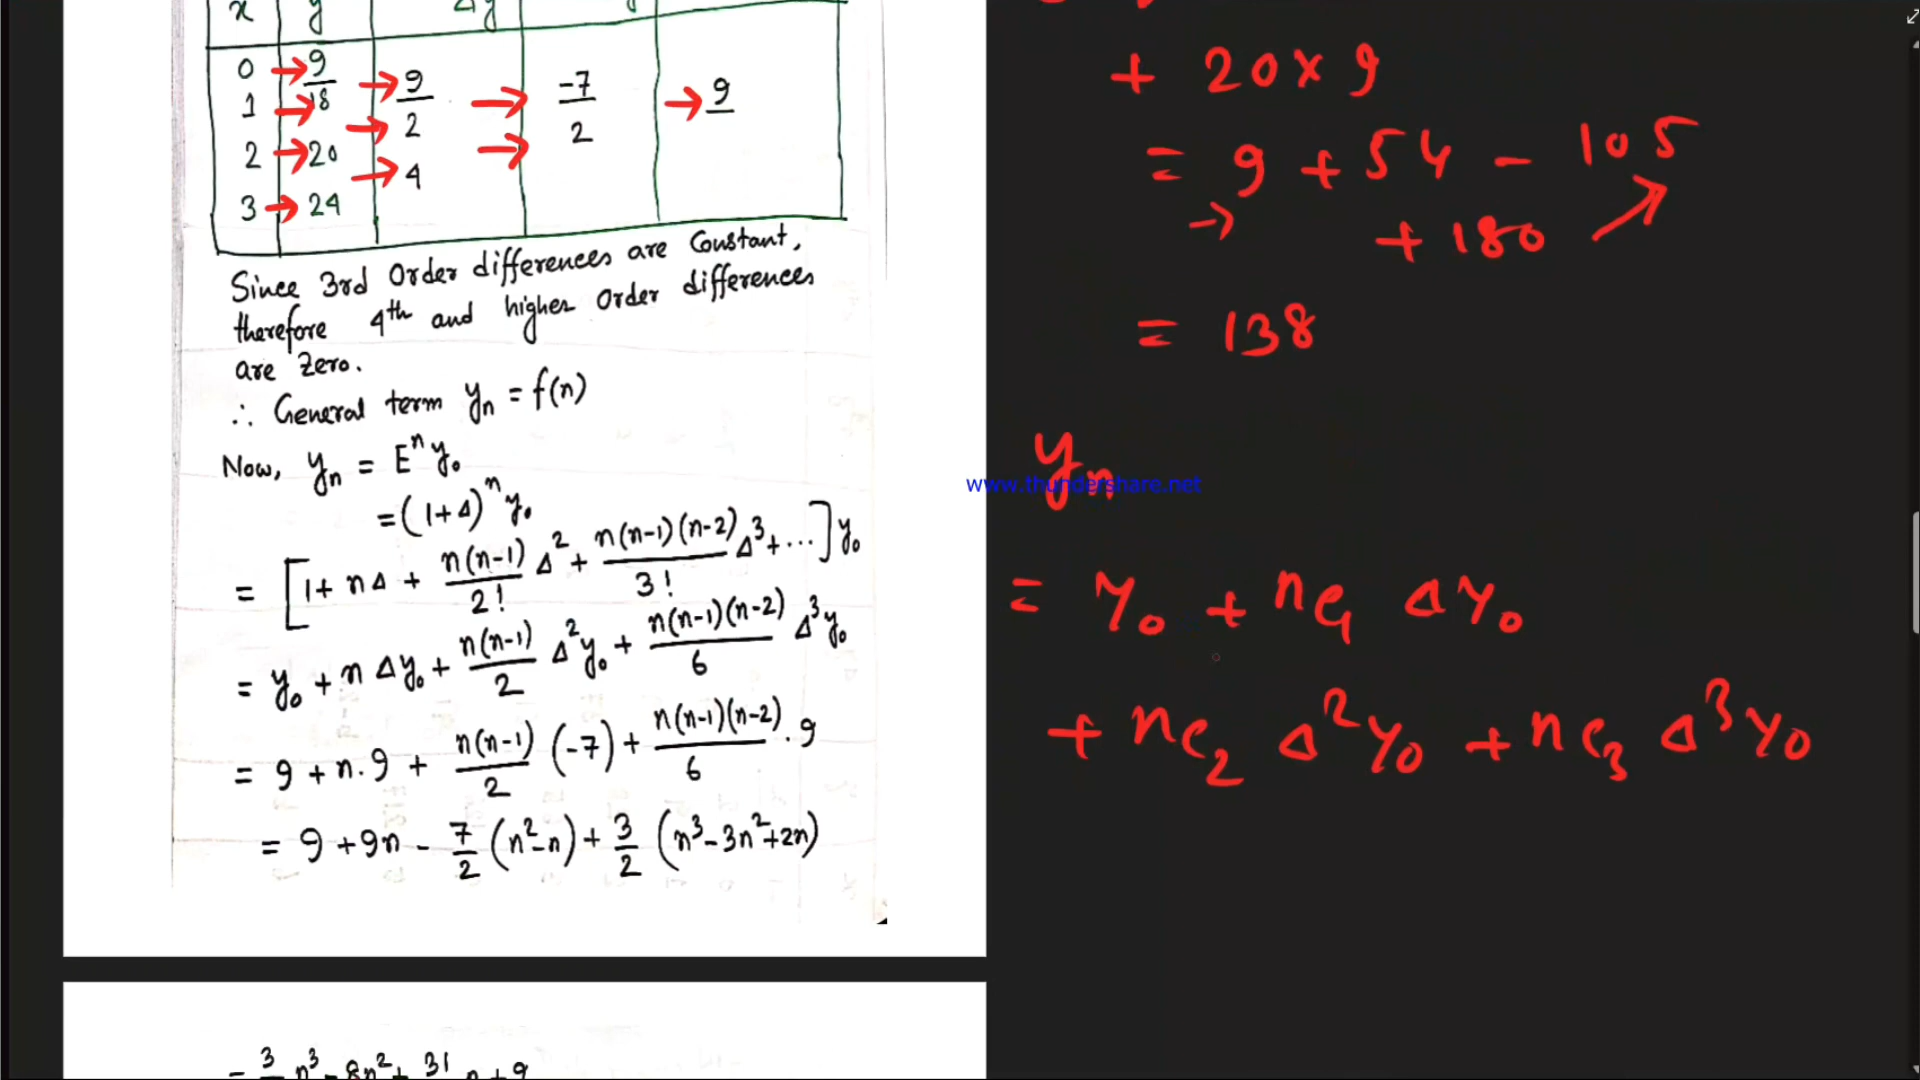 x y Δy
0 → 9 → 9 → -7 → 9
1 → 18 → 2 → 2
2 → 20 → 4
3 → 24
Since 3rd Order differences are Constant,
therefore 4th and higher order differences
are Zero.
∴ General term yₙ = f(n)
Now, yₙ = Eⁿ y₀
= (1+Δ)ⁿ y₀
= [1 + nΔ + n(n-1)/2! Δ² + n(n-1)(n-2)/3! Δ³ + ...] y₀
= y₀ + n Δy₀ + n(n-1)/2 Δ²y₀ + n(n-1)(n-2)/6 Δ³y₀
= 9 + n.9 + n(n-1)/2 (-7) + n(n-1)(n-2)/6 . 9
= 9 + 9n - 7/2 (n²-n) + 3/2 (n³-3n²+2n)
+ 20 x 9
= 9 + 54 - 105
→ + 180
= 138
yₙ
www.thundershare.net
= y₀ + nc₁ Δy₀
+ nc₂ Δ²y₀ + nc₃ Δ³y₀